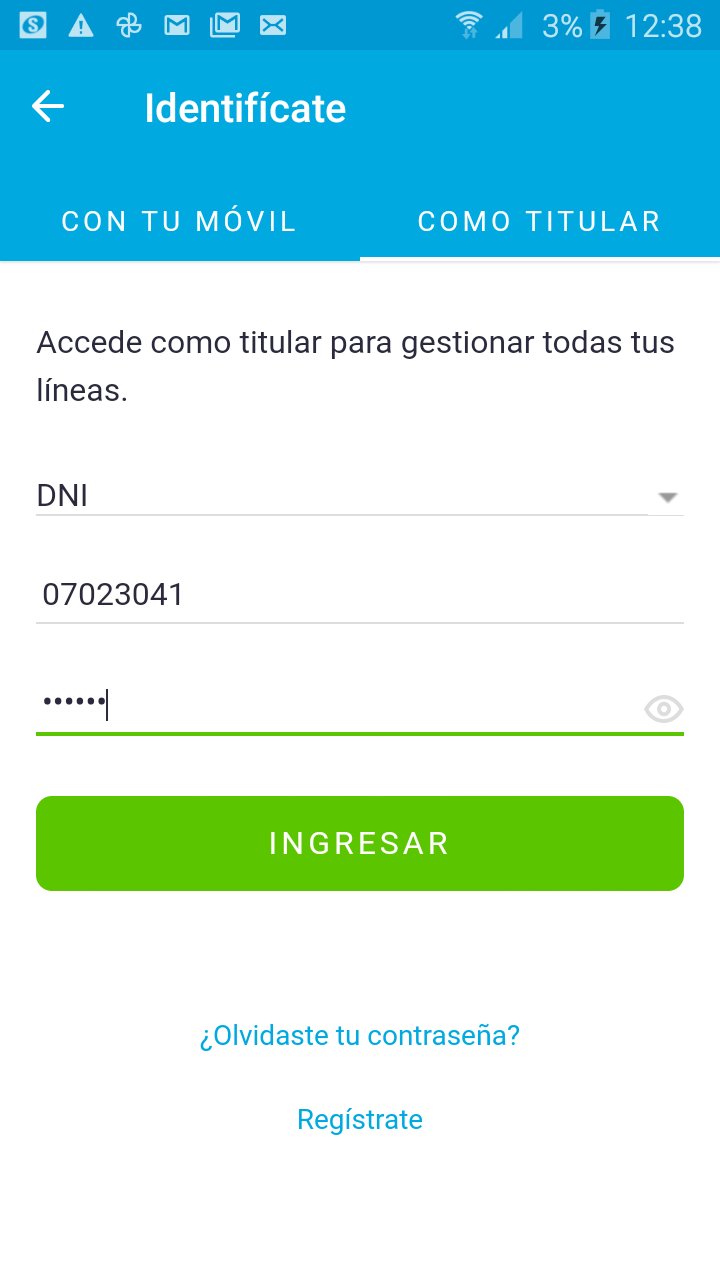 3% 12:38
Identifícate
CON TU MÓVIL COMO TITULAR
Accede como titular para gestionar todas tus
líneas.
DNI
07023041
••••••
INGRESAR
¿Olvidaste tu contraseña?
Regístrate